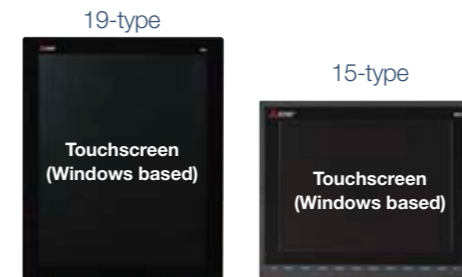 19-type
Touchscreen
(Windows based)
15-type
Touchscreen
(Windows based)